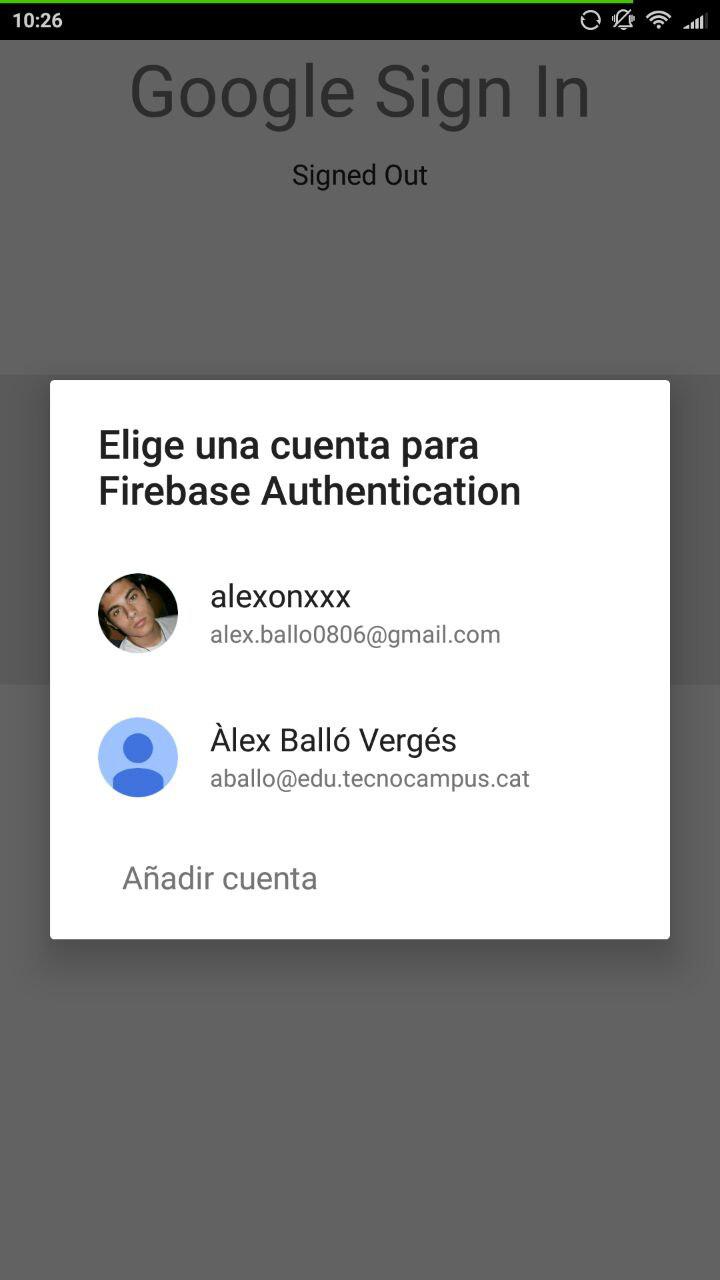 10:26
Google Sign In
Signed Out
Elige una cuenta para
Firebase Authentication
alexonxxx
alex.ballo0806@gmail.com
Àlex Balló Vergés
aballo@edu.tecnocampus.cat
Añadir cuenta